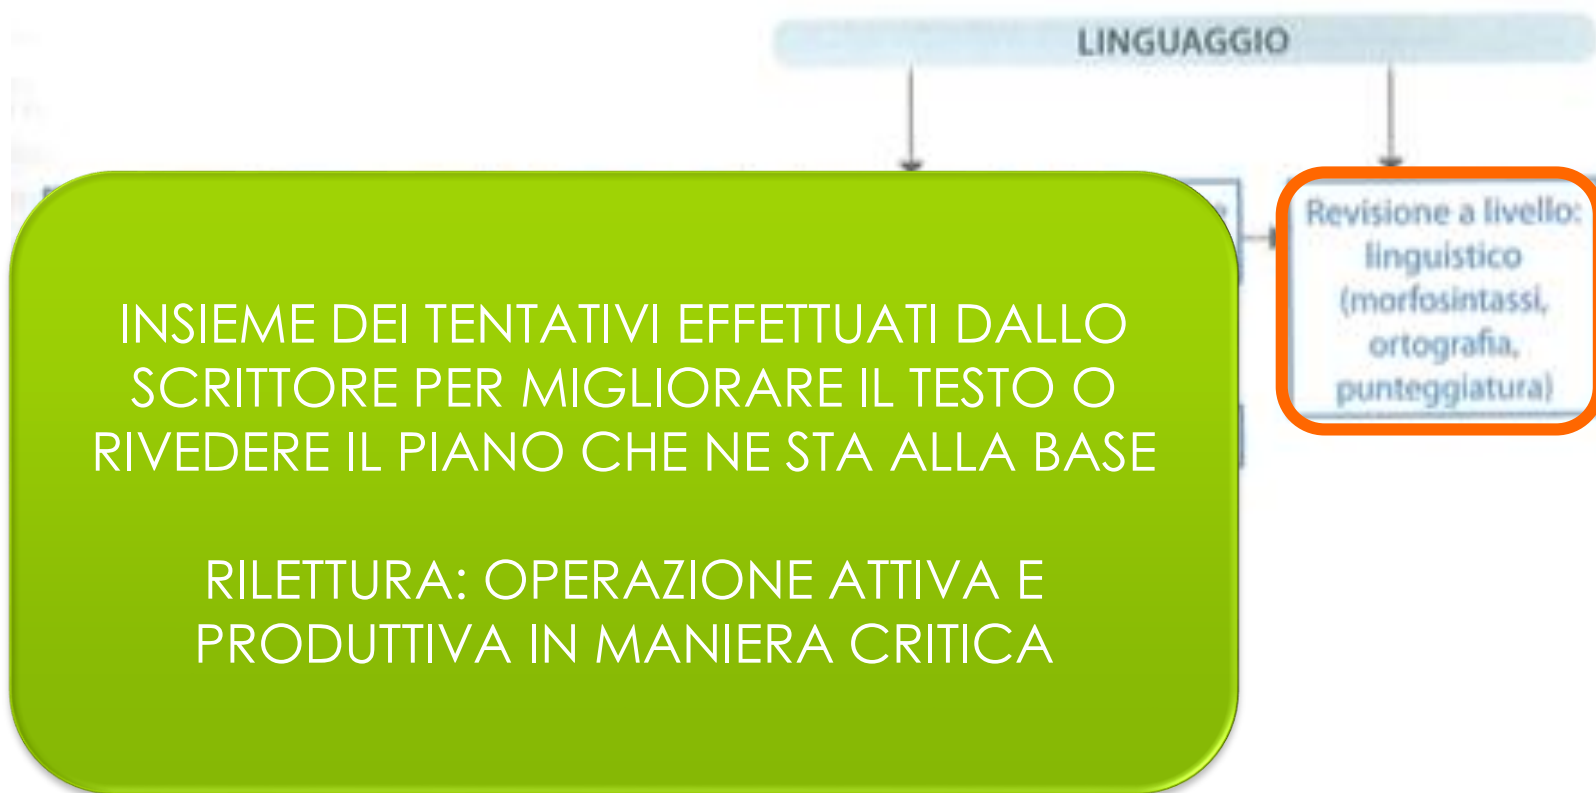 LINGUAGGIO
Revisione a livello:
linguistico
(morfosintassi,
ortografia,
punteggiatura)
INSIEME DEI TENTATIVI EFFETTUATI DALLO
SCRITTORE PER MIGLIORARE IL TESTO O
RIVEDERE IL PIANO CHE NE STA ALLA BASE
RILETTURA: OPERAZIONE ATTIVA E
PRODUTTIVA IN MANIERA CRITICA